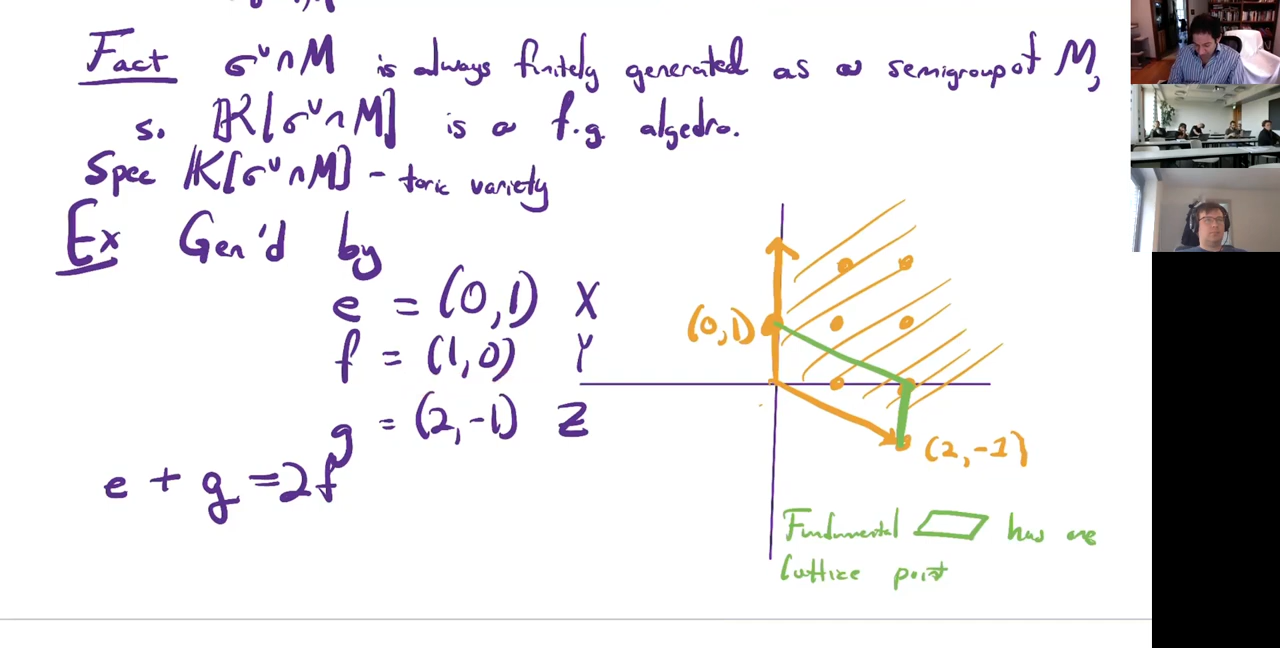 Fact σ^∨ ∩ M is always finitely generated as a semigroup of M,
so K[σ^∨ ∩ M] is a f.g algebra.
Spec K[σ^∨ ∩ M] - toric variety
Ex Gen'd by
e = (0,1) X
f = (1,0) Y
g = (2,-1) Z
e + g = 2f
(0,1)
(2,-1)
Fundamental ▱ has one
lattice point